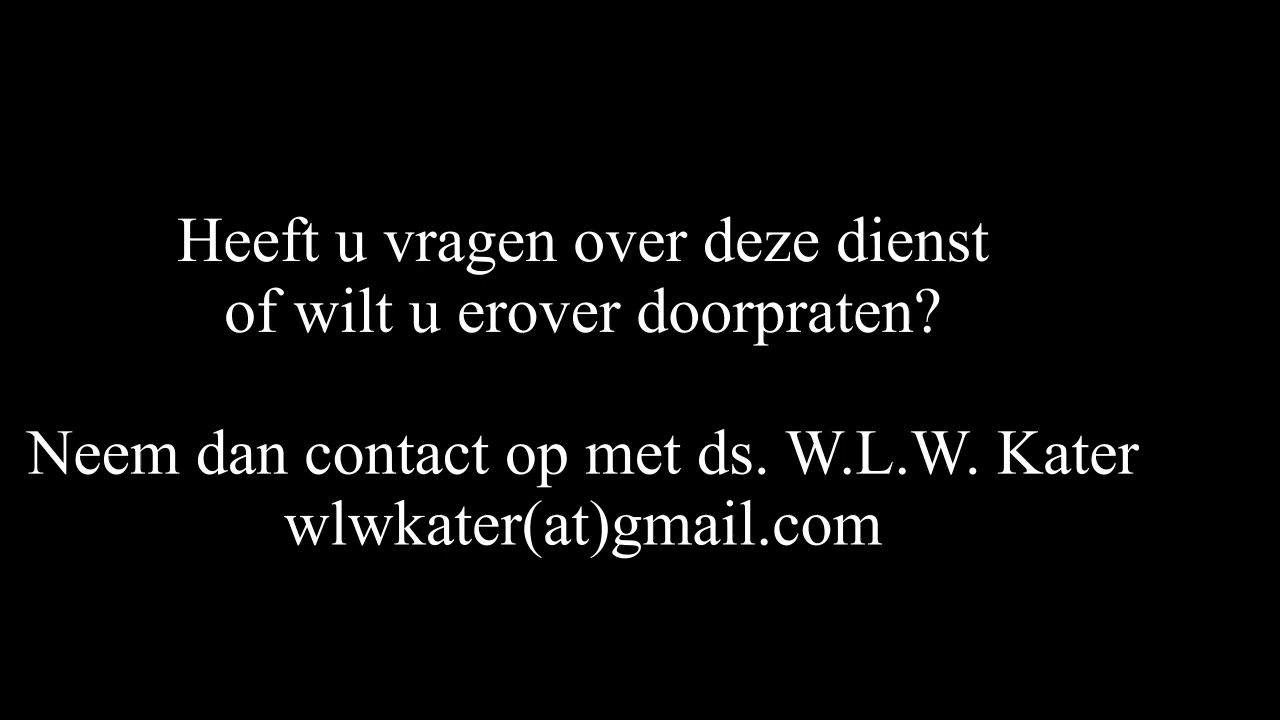 Heeft u vragen over deze dienst
of wilt u erover doorpraten?
Neem dan contact op met ds. W.L.W. Kater
wlwkater(at)gmail.com